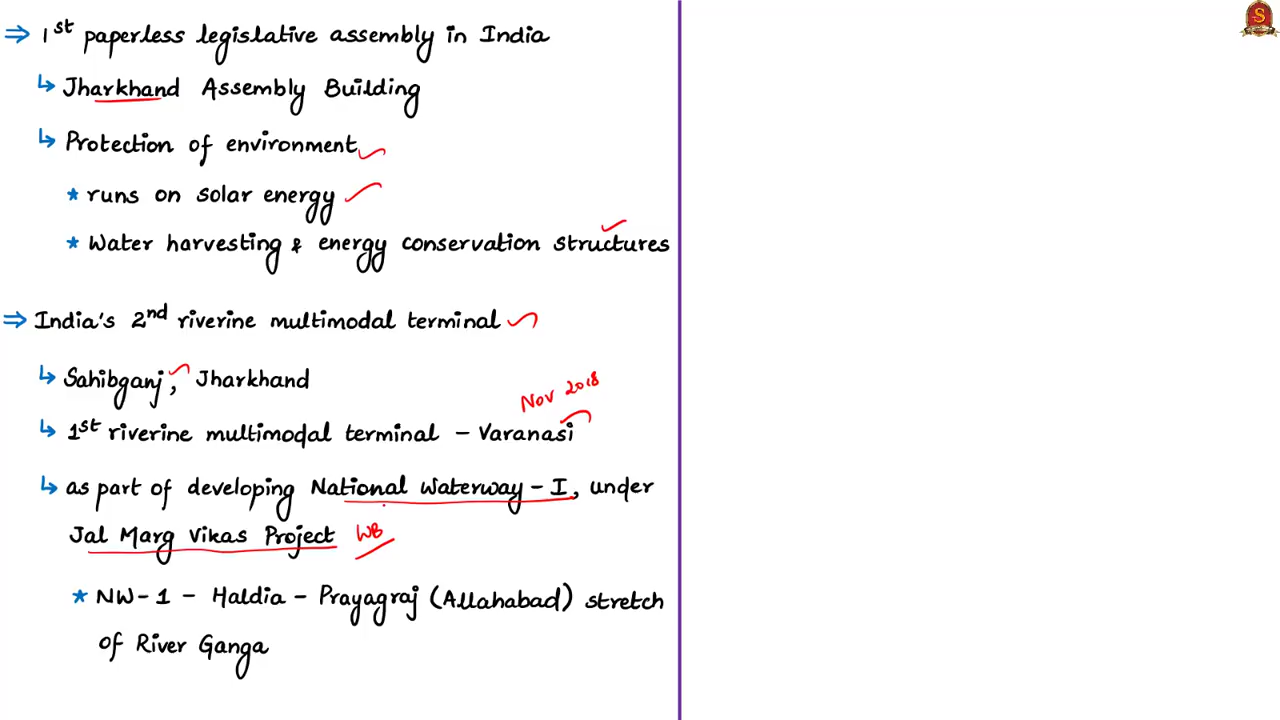 ⇒ 1st paperless legislative assembly in India
↳ Jharkhand Assembly Building
↳ Protection of environment
* runs on solar energy
* Water harvesting & energy conservation structures
⇒ India's 2nd riverine multimodal terminal
↳ Sahibganj, Jharkhand
Nov 2018
↳ 1st riverine multimodal terminal - Varanasi
↳ as part of developing National Waterway - I, under
Jal Marg Vikas Project WB
* NW-1 - Haldia - Prayagraj (Allahabad) stretch
of River Ganga
S